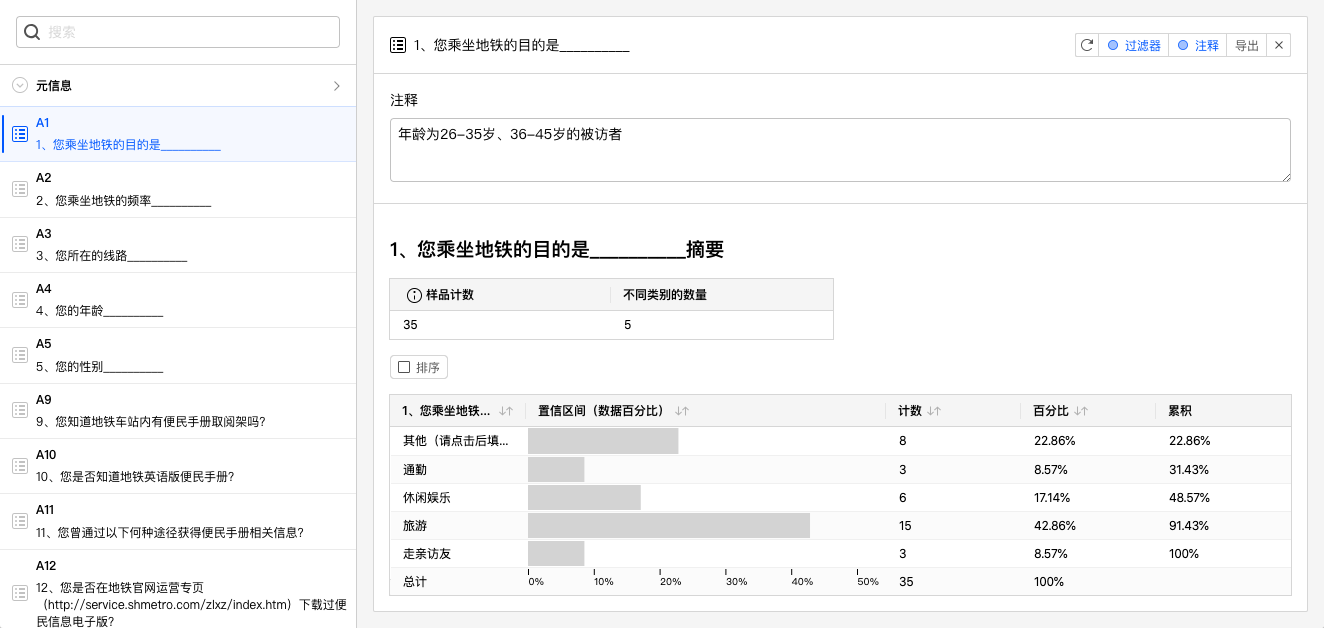 搜索
元信息
A1
1、您乘坐地铁的目的是__________
A2
2、您乘坐地铁的频率__________
A3
3、您所在的线路__________
A4
4、您的年龄__________
A5
5、您的性别__________
A9
9、您知道地铁车站内有便民手册取阅架吗?
A10
10、您是否知道地铁英语版便民手册?
A11
11、您曾通过以下何种途径获得便民手册相关信息?
A12
12、您是否在地铁官网运营专页
（http://service.shmetro.com/zlxz/index.htm）下载过便
民信息电子版?
1、您乘坐地铁的目的是__________
过滤器 注释 导出
注释
年龄为26-35岁、36-45岁的被访者
1、您乘坐地铁的目的是__________摘要
样品计数 不同类别的数量
35 5
排序
1、您乘坐地铁... 置信区间（数据百分比） 计数 百分比 累积
其他（请点击后填... 8 22.86% 22.86%
通勤 3 8.57% 31.43%
休闲娱乐 6 17.14% 48.57%
旅游 15 42.86% 91.43%
走亲访友 3 8.57% 100%
总计 0% 10% 20% 30% 40% 50% 35 100%